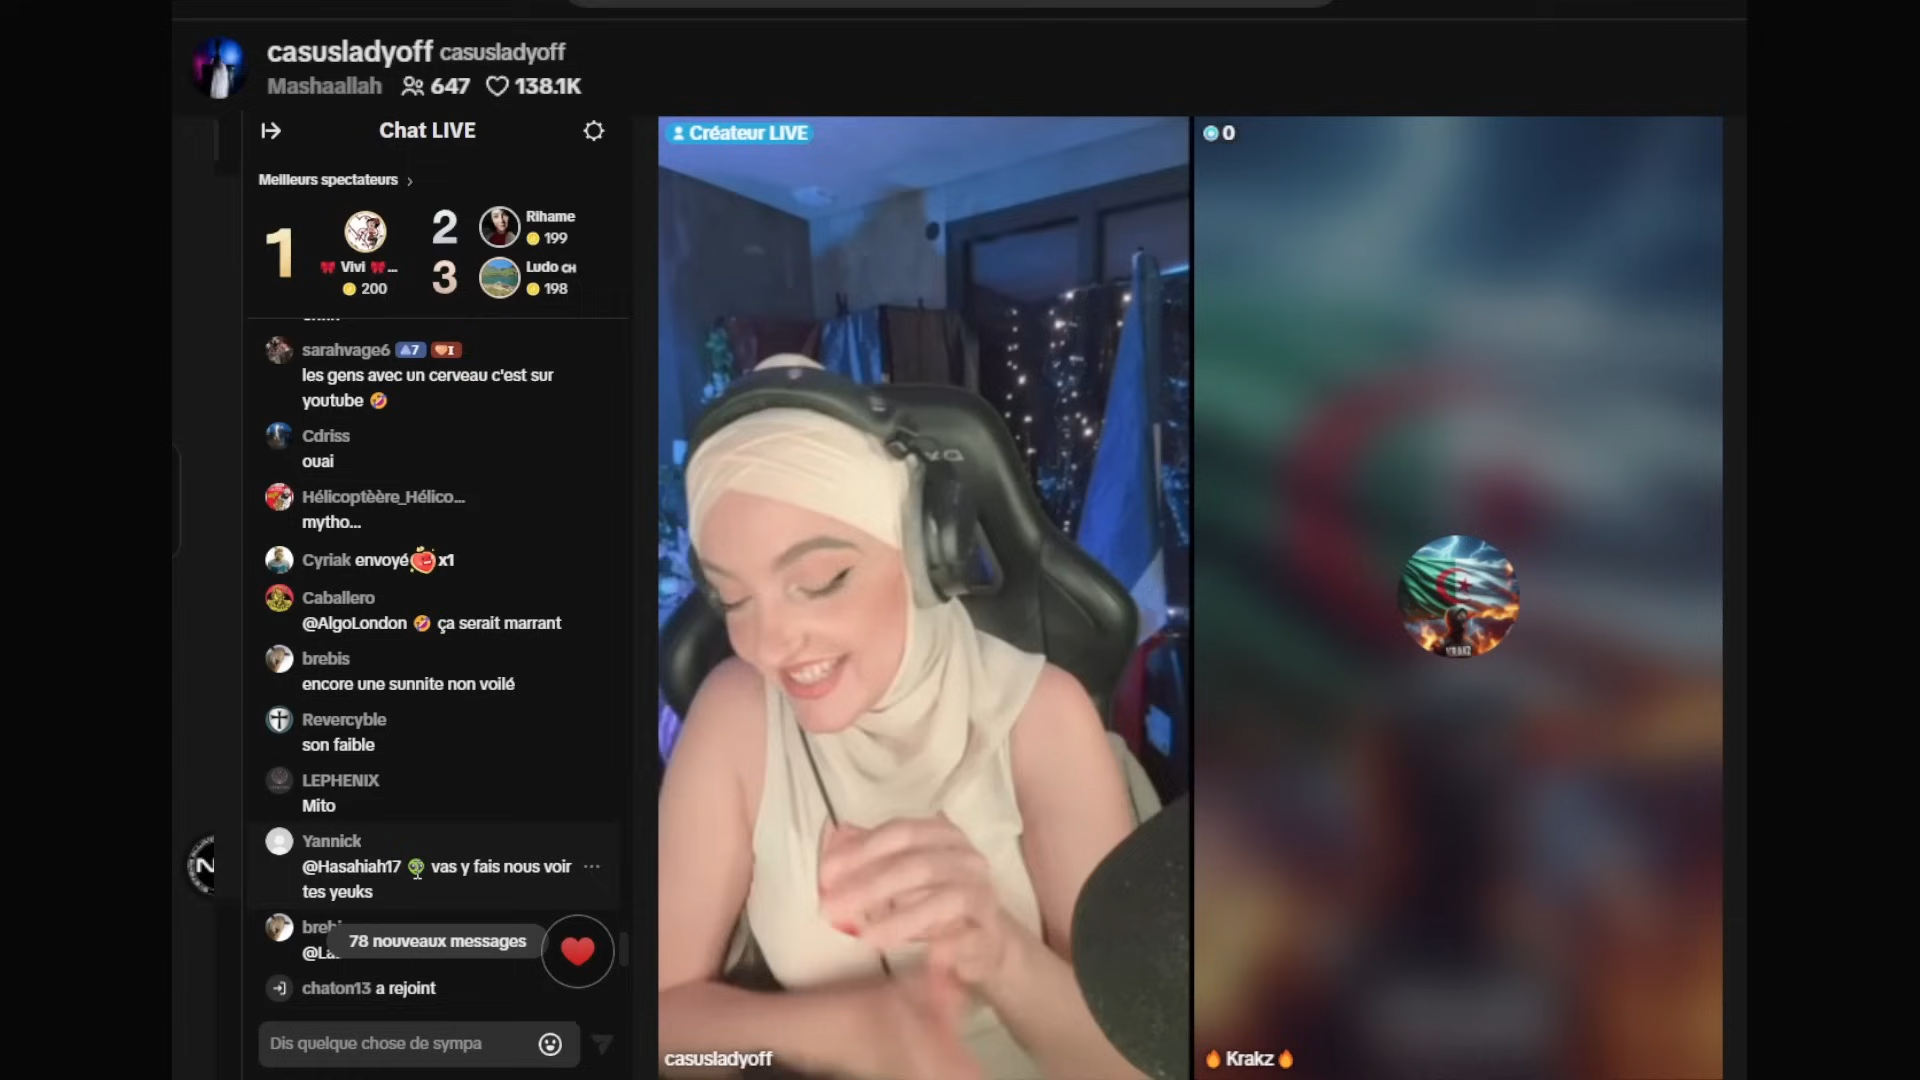 casusladyoff casusladyoff
Mashaallah 647 138.1K
Chat LIVE
Meilleurs spectateurs
1
Vivi ...
200
2
Rihame
199
3
Ludo CH
198
sarahvage6 7 I
les gens avec un cerveau c'est sur
youtube
Cdriss
ouai
Hélicoptèère_Hélico...
mytho...
Cyriak envoyé x1
Caballero
@AlgoLondon ça serait marrant
brebis
encore une sunnite non voilé
Revercyble
son faible
LEPHENIX
Mito
Yannick
@Hasahiah17 vas y fais nous voir
tes yeuks
78 nouveaux messages
chaton13 a rejoint
Dis quelque chose de sympa
Créateur LIVE
casusladyoff
0
KRAKZ
Krakz